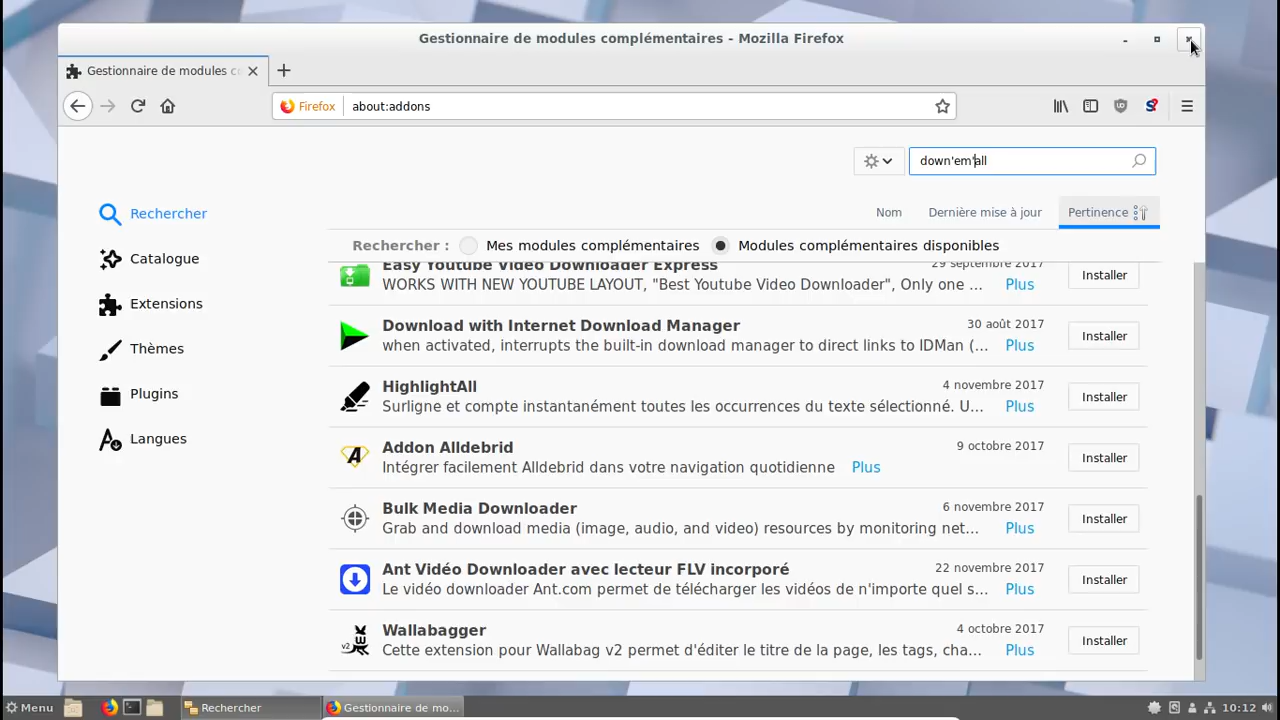 Gestionnaire de modules complémentaires - Mozilla Firefox
Gestionnaire de modules c
Firefox about:addons
down'em'all
Nom Dernière mise à jour Pertinence
Rechercher : Mes modules complémentaires Modules complémentaires disponibles
Rechercher
Catalogue
Extensions
Thèmes
Plugins
Langues
Easy Youtube Video Downloader Express 29 septembre 2017
WORKS WITH NEW YOUTUBE LAYOUT, "Best Youtube Video Downloader", Only one ... Plus Installer
Download with Internet Download Manager 30 août 2017
when activated, interrupts the built-in download manager to direct links to IDMan (... Plus Installer
HighlightAll 4 novembre 2017
Surligne et compte instantanément toutes les occurrences du texte sélectionné. U... Plus Installer
Addon Alldebrid 9 octobre 2017
Intégrer facilement Alldebrid dans votre navigation quotidienne Plus Installer
Bulk Media Downloader 6 novembre 2017
Grab and download media (image, audio, and video) resources by monitoring net... Plus Installer
Ant Vidéo Downloader avec lecteur FLV incorporé 22 novembre 2017
Le vidéo downloader Ant.com permet de télécharger les vidéos de n'importe quel s... Plus Installer
Wallabagger 4 octobre 2017
v2 Cette extension pour Wallabag v2 permet d'éditer le titre de la page, les tags, cha... Plus Installer
Menu Rechercher Gestionnaire de mo... 10:12